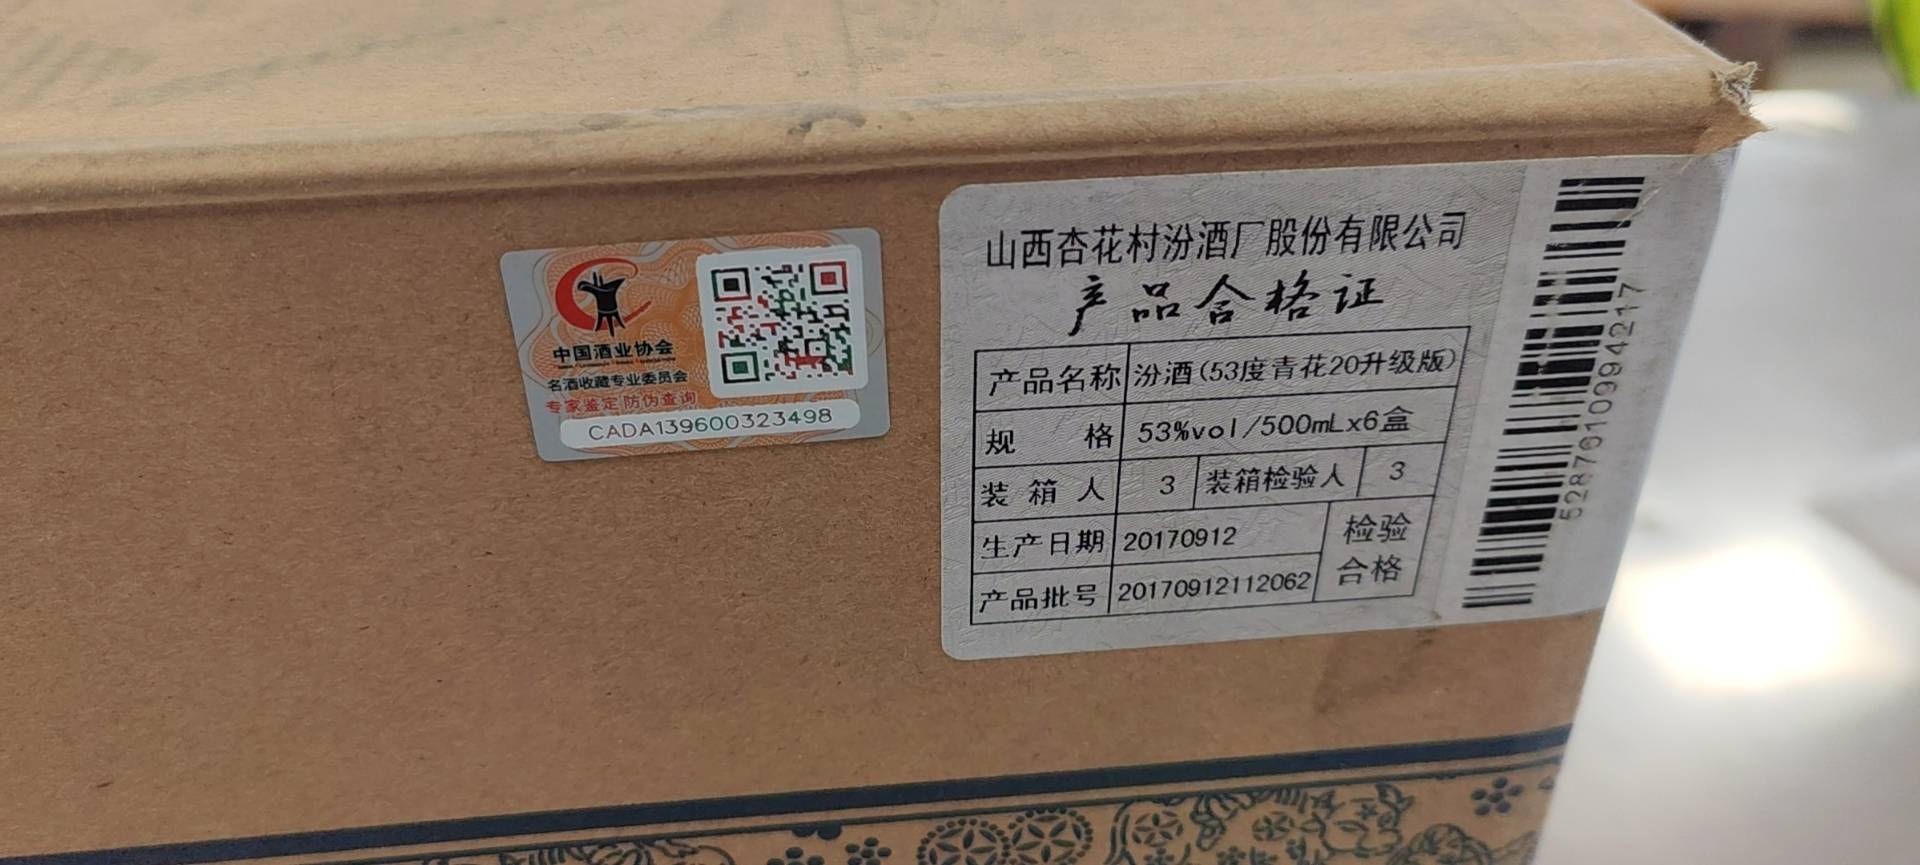 中国酒业协会
名酒收藏专业委员会
专家鉴定 防伪查询
CADA139600323498
山西杏花村汾酒厂股份有限公司
产品合格证
产品名称 汾酒(53度青花20升级版)
规 格 53%vol/500mLx6盒
装 箱 人 3 装箱检验人 3
生产日期 20170912 检验
产品批号 20170912112062 合格
528761099​4217